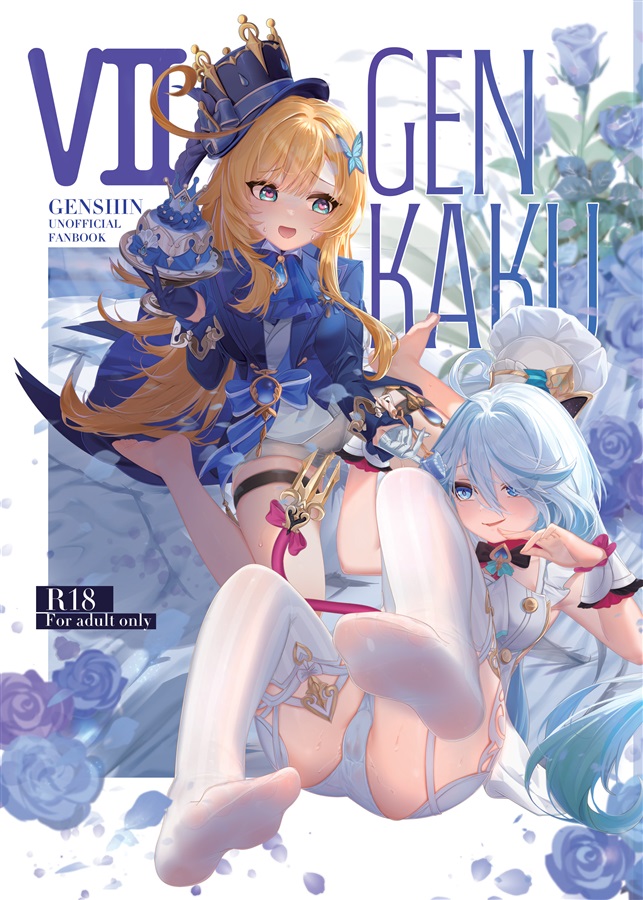 VII
GEN
KAKU
GENSHIN
UNOFFICIAL
FANBOOK
R18
For adult only